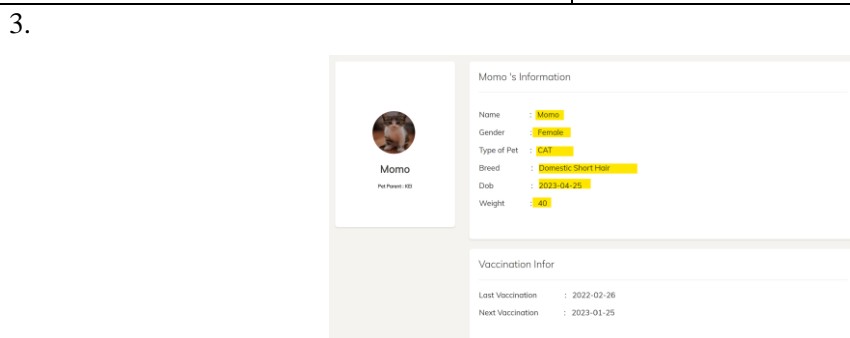 3.
Momo
Pet Parent: KEI
Momo 's Information
Name : Momo
Gender : Female
Type of Pet : CAT
Breed : Domestic Short Hair
Dob : 2023-04-25
Weight : 40
Vaccination Infor
Last Vaccination : 2022-02-26
Next Vaccination : 2023-01-25